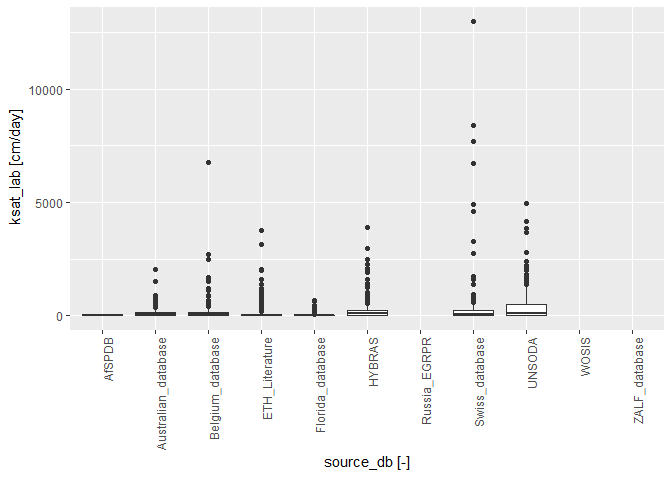 ksat_lab [cm/day]
10000
5000
0
AfSPDB
Australian_database
Belgium_database
ETH_Literature
Florida_database
HYBRAS
Russia_EGRPR
Swiss_database
UNSODA
WOSIS
ZALF_database
source_db [-]